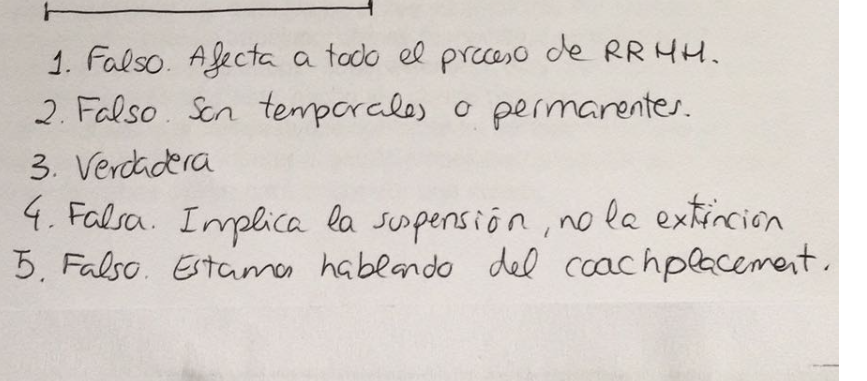 1. Falso. Afecta a todo el proceso de RRHH.
2. Falso. Son temporales o permanentes.
3. Verdadera
4. Falsa. Implica la suspensión, no la extincion
5. Falso. Estamos hablando del coachplacement.